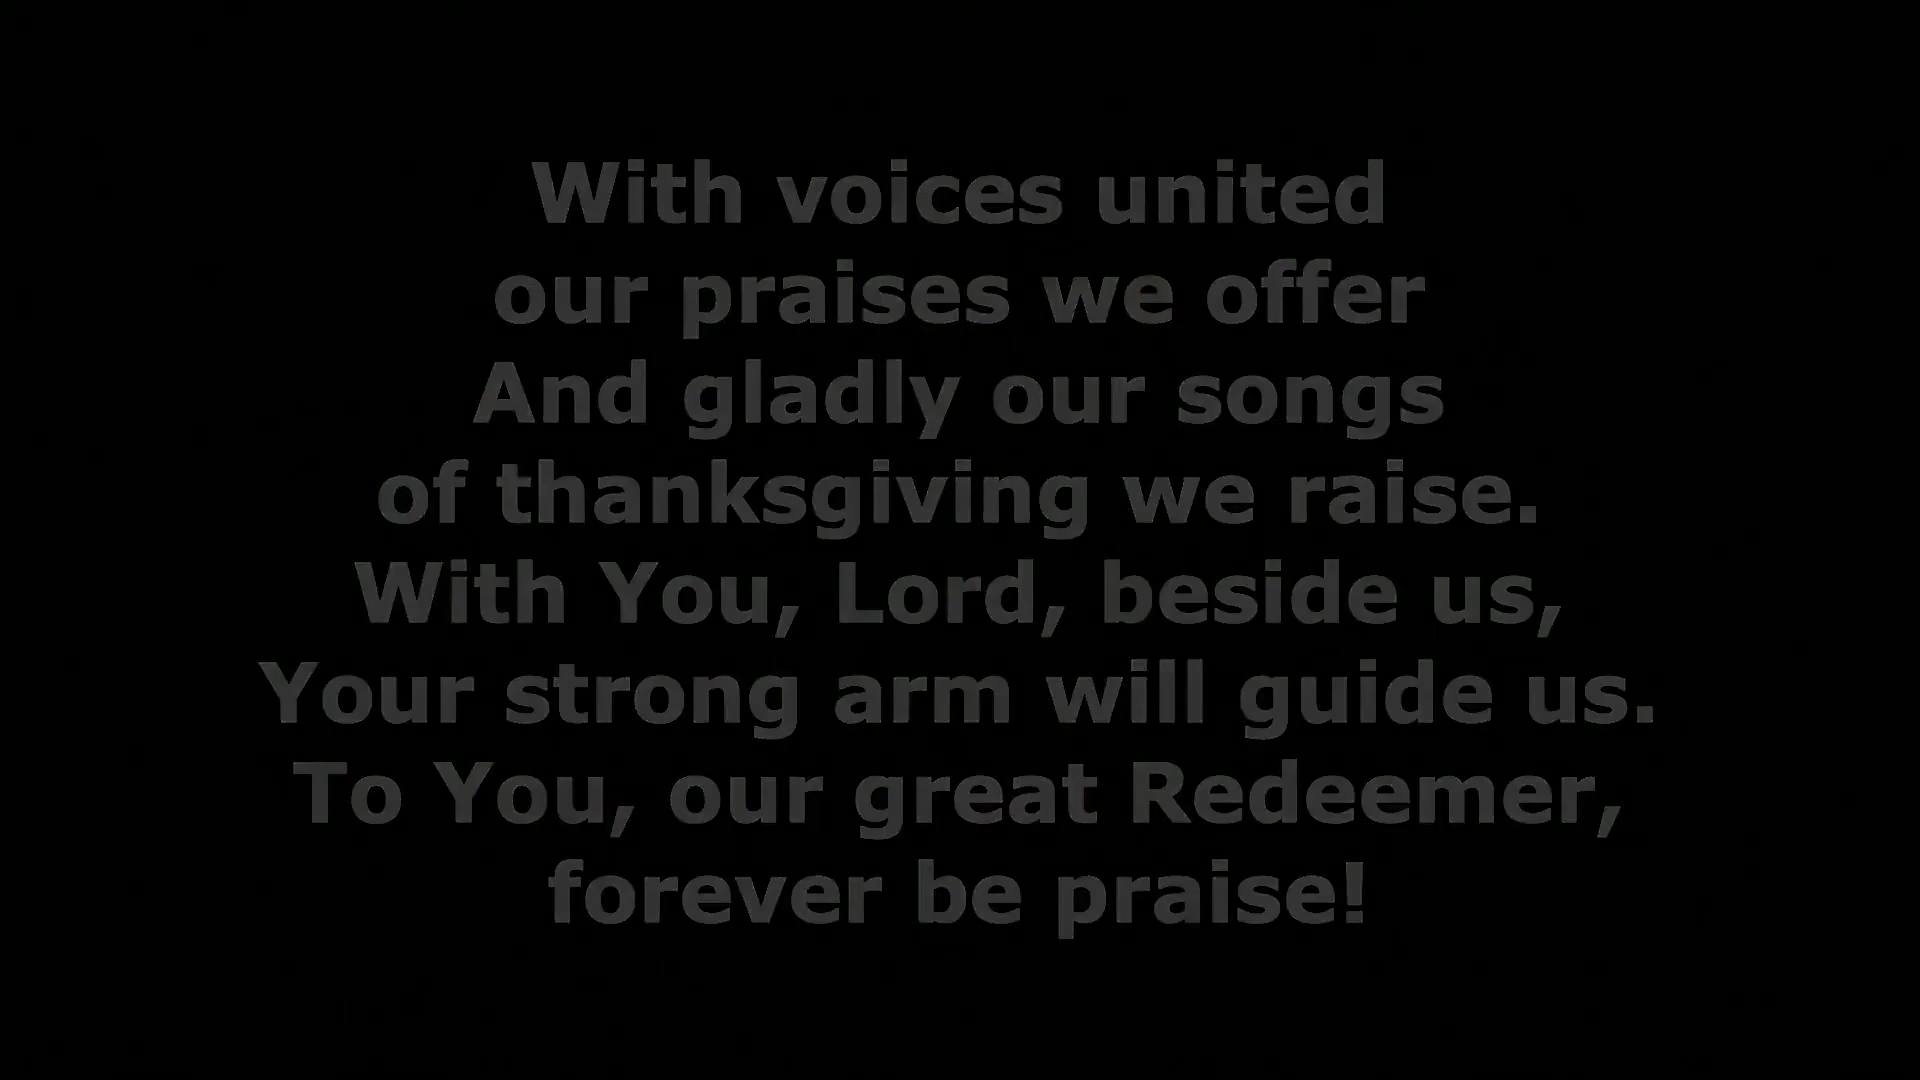 With voices united
our praises we offer
And gladly our songs
of thanksgiving we raise.
With You, Lord, beside us,
Your strong arm will guide us.
To You, our great Redeemer,
forever be praise!